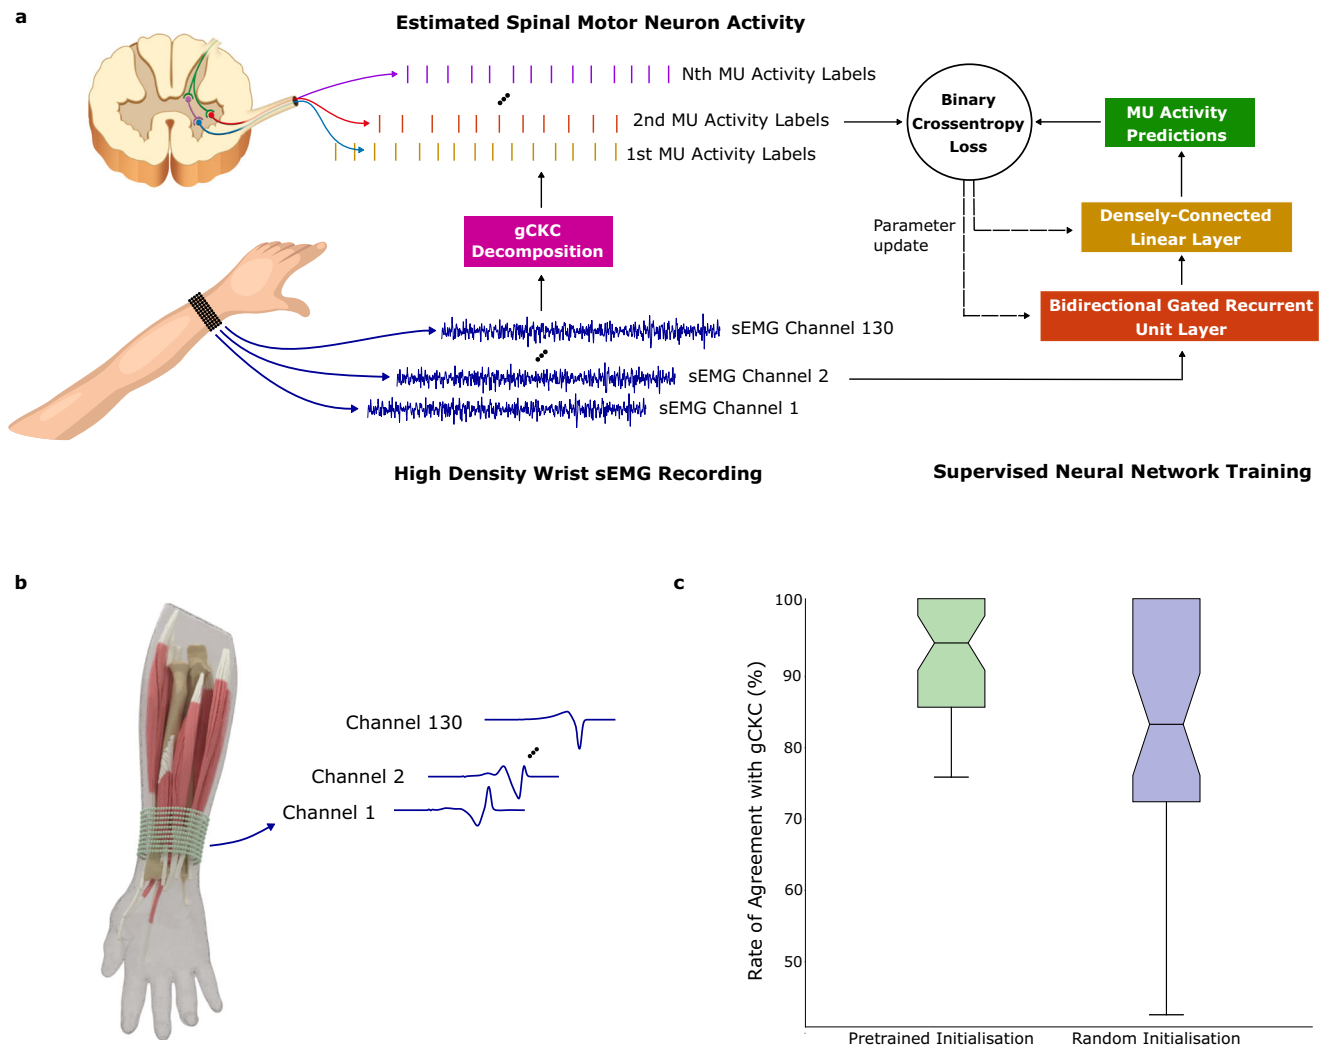 a
Estimated Spinal Motor Neuron Activity
Nth MU Activity Labels
2nd MU Activity Labels
1st MU Activity Labels
Binary
Crossentropy
Loss
MU Activity
Predictions
gCKC
Decomposition
Parameter
update
Densely-Connected
Linear Layer
Bidirectional Gated Recurrent
Unit Layer
sEMG Channel 130
sEMG Channel 2
sEMG Channel 1
High Density Wrist sEMG Recording
Supervised Neural Network Training
b
Channel 130
Channel 2
Channel 1
c
Rate of Agreement with gCKC (%)
100
90
80
70
60
50
Pretrained Initialisation
Random Initialisation